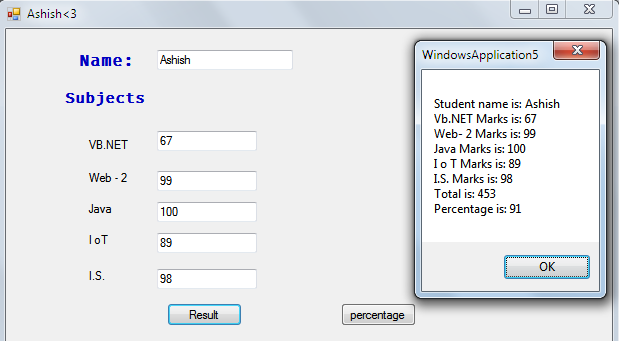 Ashish<3
Name: Ashish
Subjects
VB.NET 67
Web - 2 99
Java 100
I oT 89
I.S. 98
Result percentage
WindowsApplication5
Student name is: Ashish
Vb.NET Marks is: 67
Web- 2 Marks is: 99
Java Marks is: 100
I o T Marks is: 89
I.S. Marks is: 98
Total is: 453
Percentage is: 91
OK